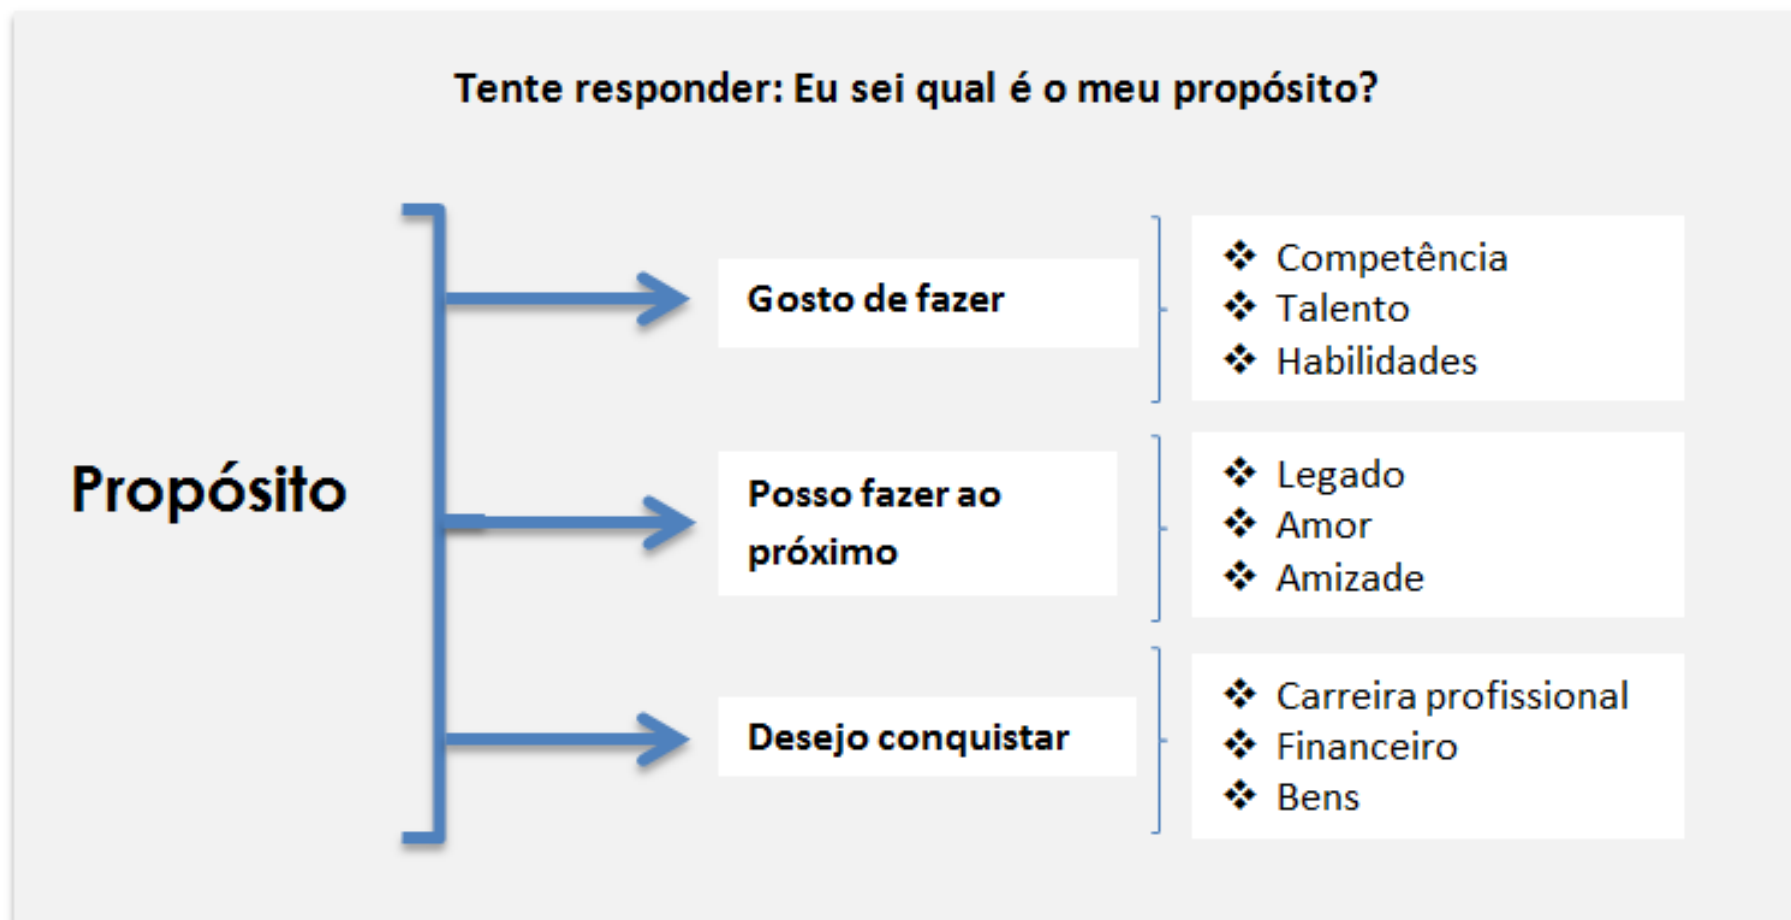 Tente responder: Eu sei qual é o meu propósito?
Propósito
Gosto de fazer
❖ Competência
❖ Talento
❖ Habilidades
Posso fazer ao
próximo
❖ Legado
❖ Amor
❖ Amizade
Desejo conquistar
❖ Carreira profissional
❖ Financeiro
❖ Bens